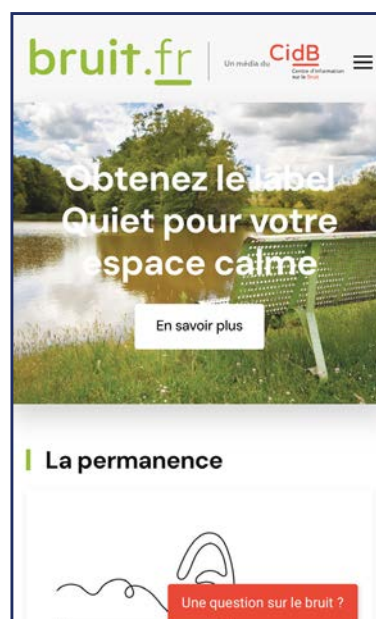 bruit.fr
Un média du CidB
Centre d'Information
sur le Bruit
Obtenez le label
Quiet pour votre
espace calme
En savoir plus
La permanence
Une question sur le bruit ?